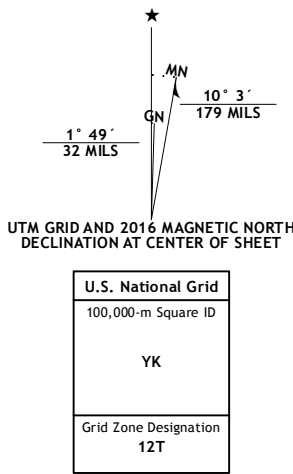 MN
GN
10° 3´
179 MILS
1° 49´
32 MILS
UTM GRID AND 2016 MAGNETIC NORTH
DECLINATION AT CENTER OF SHEET
U.S. National Grid
100,000-m Square ID
YK
Grid Zone Designation
12T